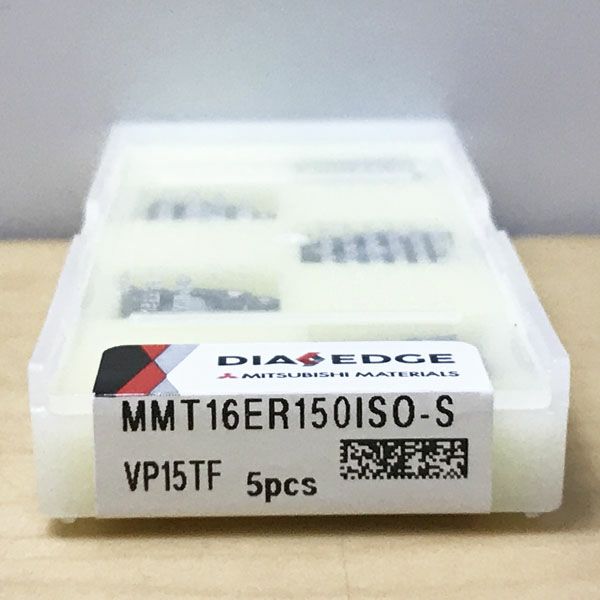 DIAEDGE
MITSUBISHI MATERIALS
MMT16ER150ISO-S
VP15TF 5pcs